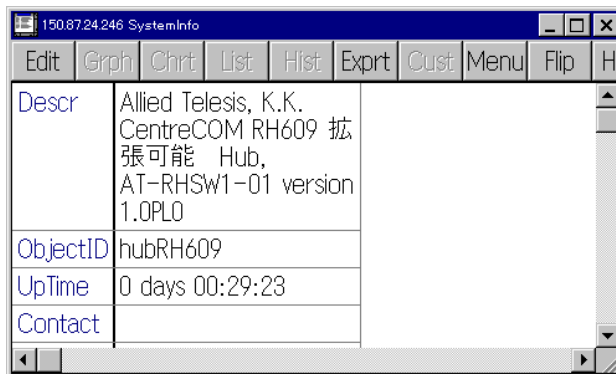 150.87.24.246 SystemInfo
Edit Grph Chrt List Hist Exprt Cust Menu Flip H
Descr Allied Telesis, K.K.
CentreCOM RH609 拡
張可能 Hub,
AT-RHSW1-01 version
1.0PL0
ObjectID hubRH609
UpTime 0 days 00:29:23
Contact